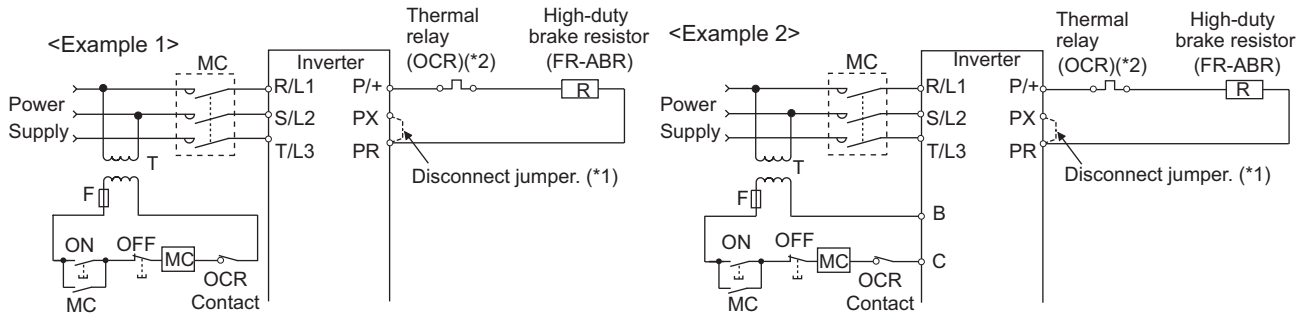 <Example 1>
MC
Inverter
Thermal
relay
(OCR)(*2)
High-duty
brake resistor
(FR-ABR)
R/L1
P/+
R
Power
Supply
S/L2
PX
T/L3
PR
T
Disconnect jumper. (*1)
F
ON
OFF
MC
OCR
Contact
MC
<Example 2>
MC
Inverter
Thermal
relay
(OCR)(*2)
High-duty
brake resistor
(FR-ABR)
R/L1
P/+
R
Power
Supply
S/L2
PX
T/L3
PR
T
Disconnect jumper. (*1)
F
B
ON
OFF
MC
C
OCR
Contact
MC